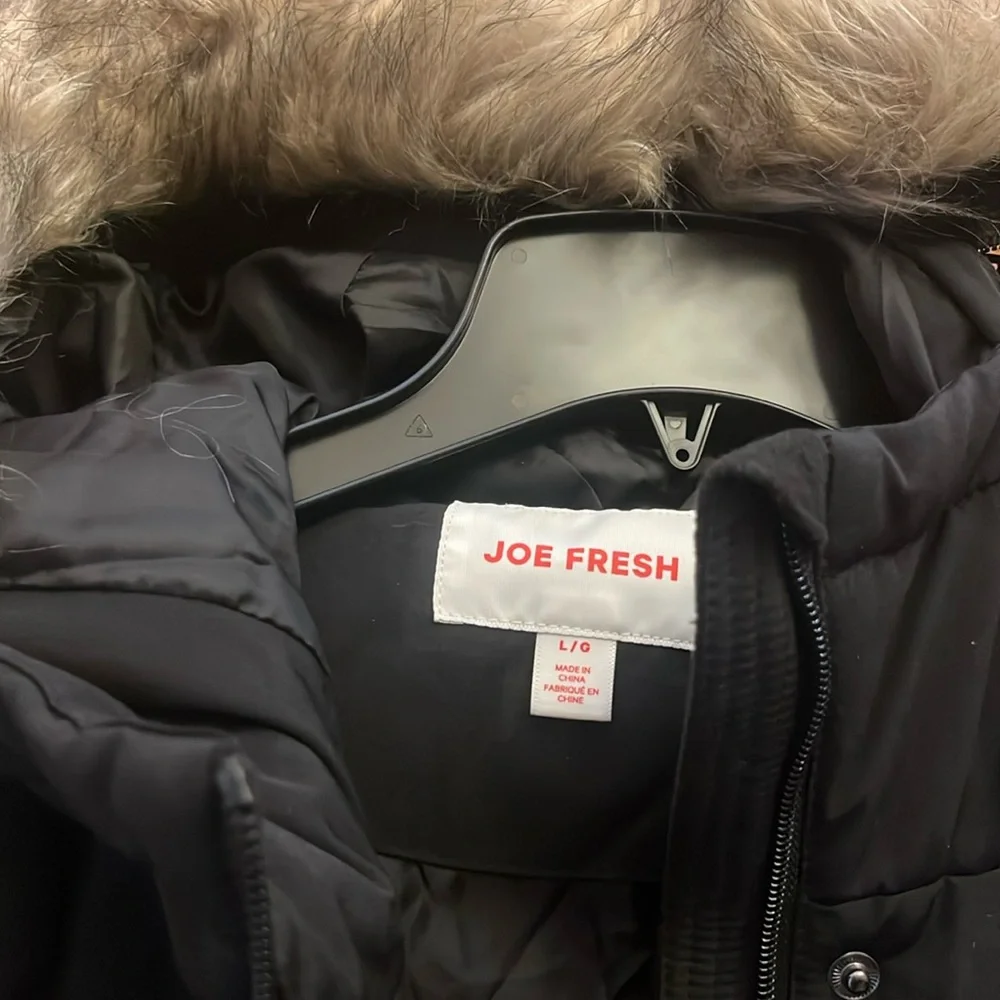 JOE FRESH
L/G
MADE IN
CHINA
FABRIQUÉ EN
CHINE